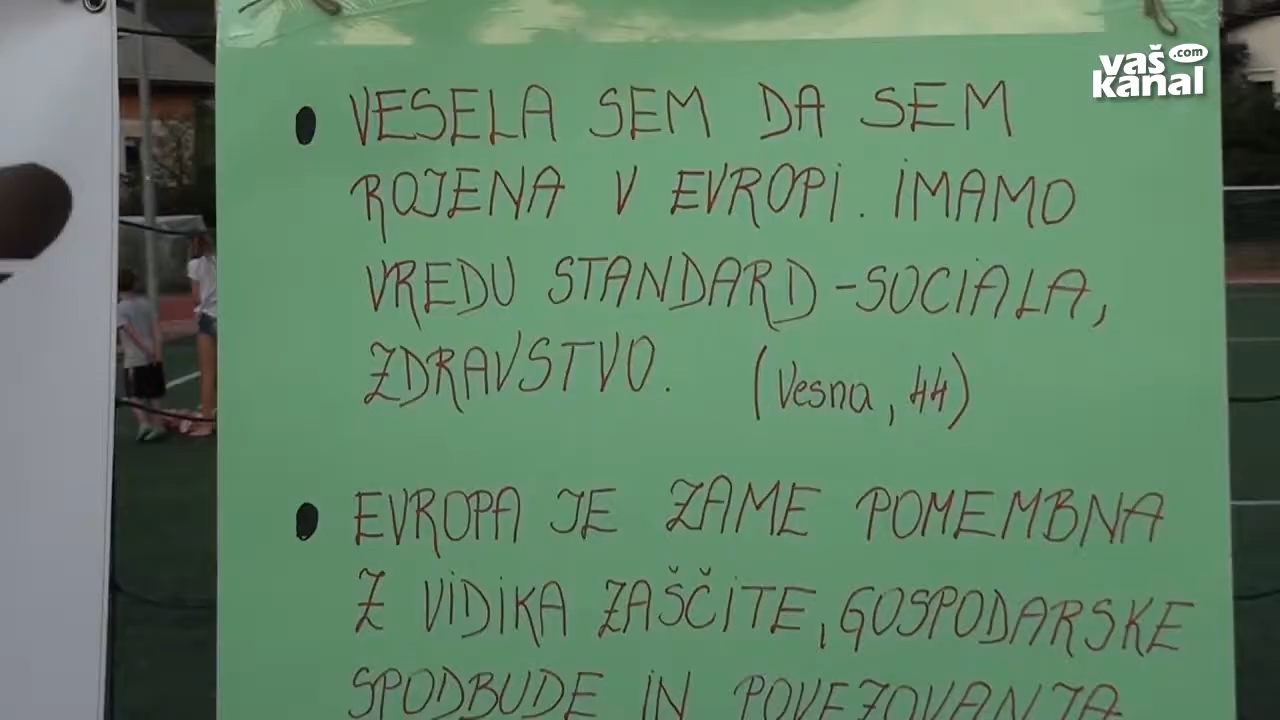 vaš .com
kanal
• VESELA SEM DA SEM
ROJENA V EVROPI. IMAMO
VREDU STANDARD-SOCIALA,
ZDRAVSTVO. (Vesna, 44)
• EVROPA JE ZAME POMEMBNA
Z VIDIKA ZAŠČITE, GOSPODARSKE
SPODBUDE IN POVEZOVANJA